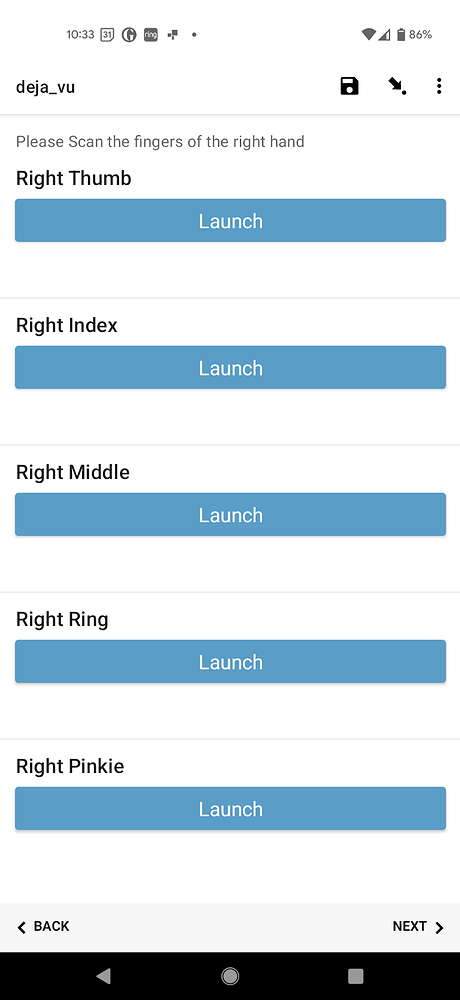 10:33 31 ring 86%
deja_vu
Please Scan the fingers of the right hand
Right Thumb
Launch
Right Index
Launch
Right Middle
Launch
Right Ring
Launch
Right Pinkie
Launch
BACK NEXT